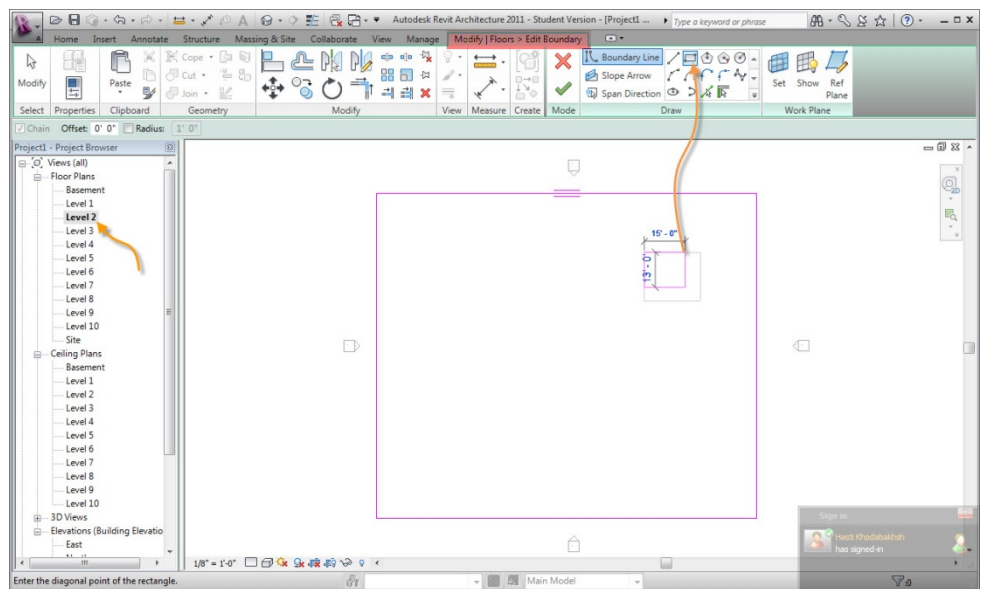 Autodesk Revit Architecture 2011 - Student Version - [Project1 ...
Type a keyword or phrase
Home Insert Annotate Structure Massing & Site Collaborate View Manage Modify | Floors > Edit Boundary
Modify
Paste
Cope
Cut
Join
Boundary Line
Slope Arrow
Span Direction
Set Show Ref Plane
Select Properties Clipboard Geometry Modify View Measure Create Mode Draw Work Plane
Chain Offset: 0' 0" Radius: 1' 0"
Project1 - Project Browser
Views (all)
Floor Plans
Basement
Level 1
Level 2
Level 3
Level 4
Level 5
Level 6
Level 7
Level 8
Level 9
Level 10
Site
Ceiling Plans
Basement
Level 1
Level 2
Level 3
Level 4
Level 5
Level 6
Level 7
Level 8
Level 9
Level 10
3D Views
Elevations (Building Elevatio
East
15' - 0"
13' - 0"
2D
Sign in
Hasti Khodabakhsh
has signed-in
1/8" = 1'-0"
Enter the diagonal point of the rectangle.
Main Model
:0